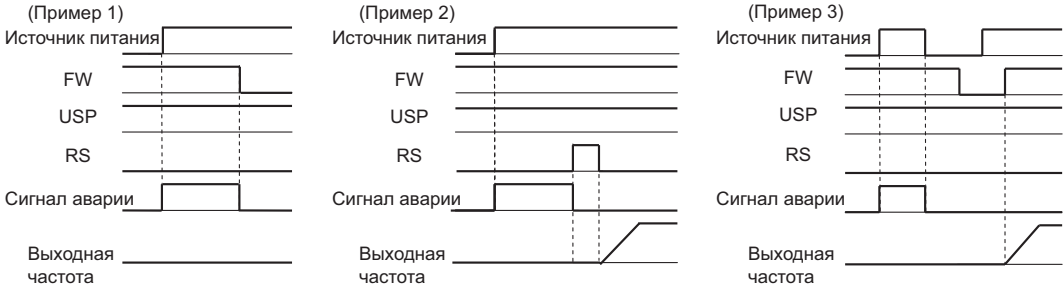 (Пример 1)
Источник питания
FW
USP
RS
Сигнал аварии
Выходная
частота
(Пример 2)
Источник питания
FW
USP
RS
Сигнал аварии
Выходная
частота
(Пример 3)
Источник питания
FW
USP
RS
Сигнал аварии
Выходная
частота